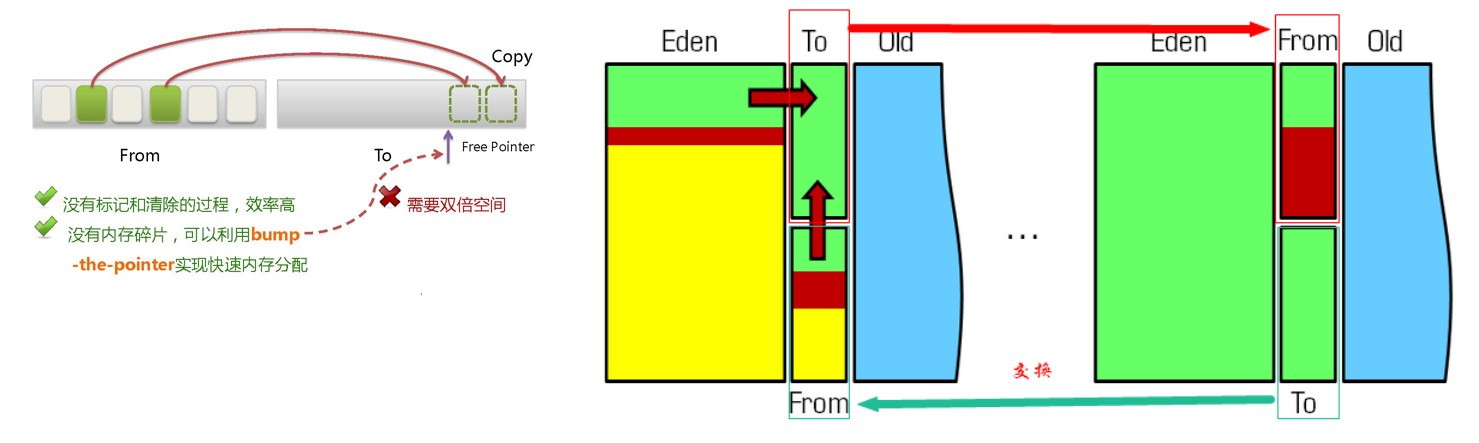 Copy
Free Pointer
From
To
没有标记和清除的过程，效率高
需要双倍空间
没有内存碎片，可以利用bump
-the-pointer实现快速内存分配
Eden
To
Old
Eden
From
Old
...
交换
From
To